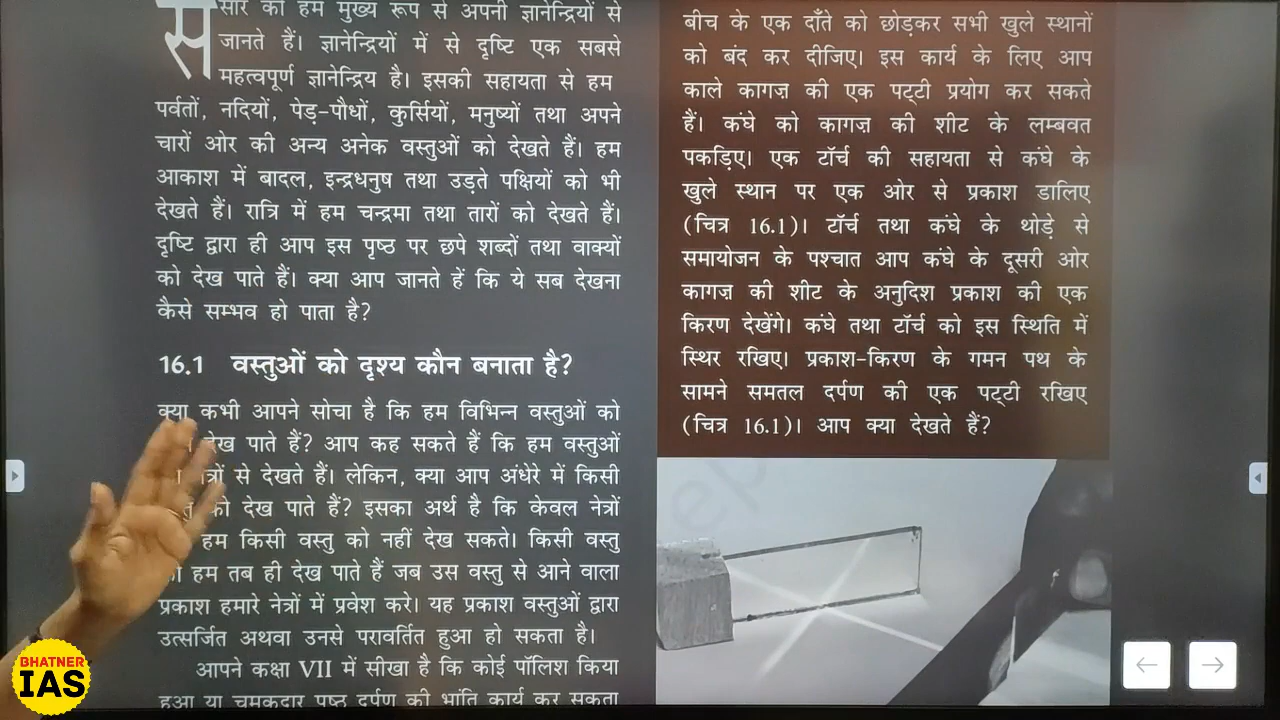 संसार को हम मुख्य रूप से अपनी ज्ञानेन्द्रियों से
जानते हैं। ज्ञानेन्द्रियों में से दृष्टि एक सबसे
महत्वपूर्ण ज्ञानेन्द्रिय है। इसकी सहायता से हम
पर्वतों, नदियों, पेड़-पौधों, कुर्सियों, मनुष्यों तथा अपने
चारों ओर की अन्य अनेक वस्तुओं को देखते हैं। हम
आकाश में बादल, इन्द्रधनुष तथा उड़ते पक्षियों को भी
देखते हैं। रात्रि में हम चन्द्रमा तथा तारों को देखते हैं।
दृष्टि द्वारा ही आप इस पृष्ठ पर छपे शब्दों तथा वाक्यों
को देख पाते हैं। क्या आप जानते हें कि ये सब देखना
कैसे सम्भव हो पाता है?
16.1 वस्तुओं को दृश्य कौन बनाता है?
क्या कभी आपने सोचा है कि हम विभिन्न वस्तुओं को
देख पाते हैं? आप कह सकते हैं कि हम वस्तुओं
से देखते हैं। लेकिन, क्या आप अंधेरे में किसी
को देख पाते हैं? इसका अर्थ है कि केवल नेत्रों
हम किसी वस्तु को नहीं देख सकते। किसी वस्तु
हम तब ही देख पाते हैं जब उस वस्तु से आने वाला
प्रकाश हमारे नेत्रों में प्रवेश करे। यह प्रकाश वस्तुओं द्वारा
उत्सर्जित अथवा उनसे परावर्तित हुआ हो सकता है।
आपने कक्षा VII में सीखा है कि कोई पॉलिश किया
हुआ या चमकदार पृष्ठ दर्पण की भांति कार्य कर सकता
बीच के एक दाँते को छोड़कर सभी खुले स्थानों
को बंद कर दीजिए। इस कार्य के लिए आप
काले कागज़ की एक पट्टी प्रयोग कर सकते
हैं। कंघे को कागज़ की शीट के लम्बवत
पकड़िए। एक टॉर्च की सहायता से कंघे के
खुले स्थान पर एक ओर से प्रकाश डालिए
(चित्र 16.1)। टॉर्च तथा कंघे के थोड़े से
समायोजन के पश्चात आप कंघे के दूसरी ओर
कागज़ की शीट के अनुदिश प्रकाश की एक
किरण देखेंगे। कंघे तथा टॉर्च को इस स्थिति में
स्थिर रखिए। प्रकाश-किरण के गमन पथ के
सामने समतल दर्पण की एक पट्टी रखिए
(चित्र 16.1)। आप क्या देखते हैं?
BHATNER
IAS